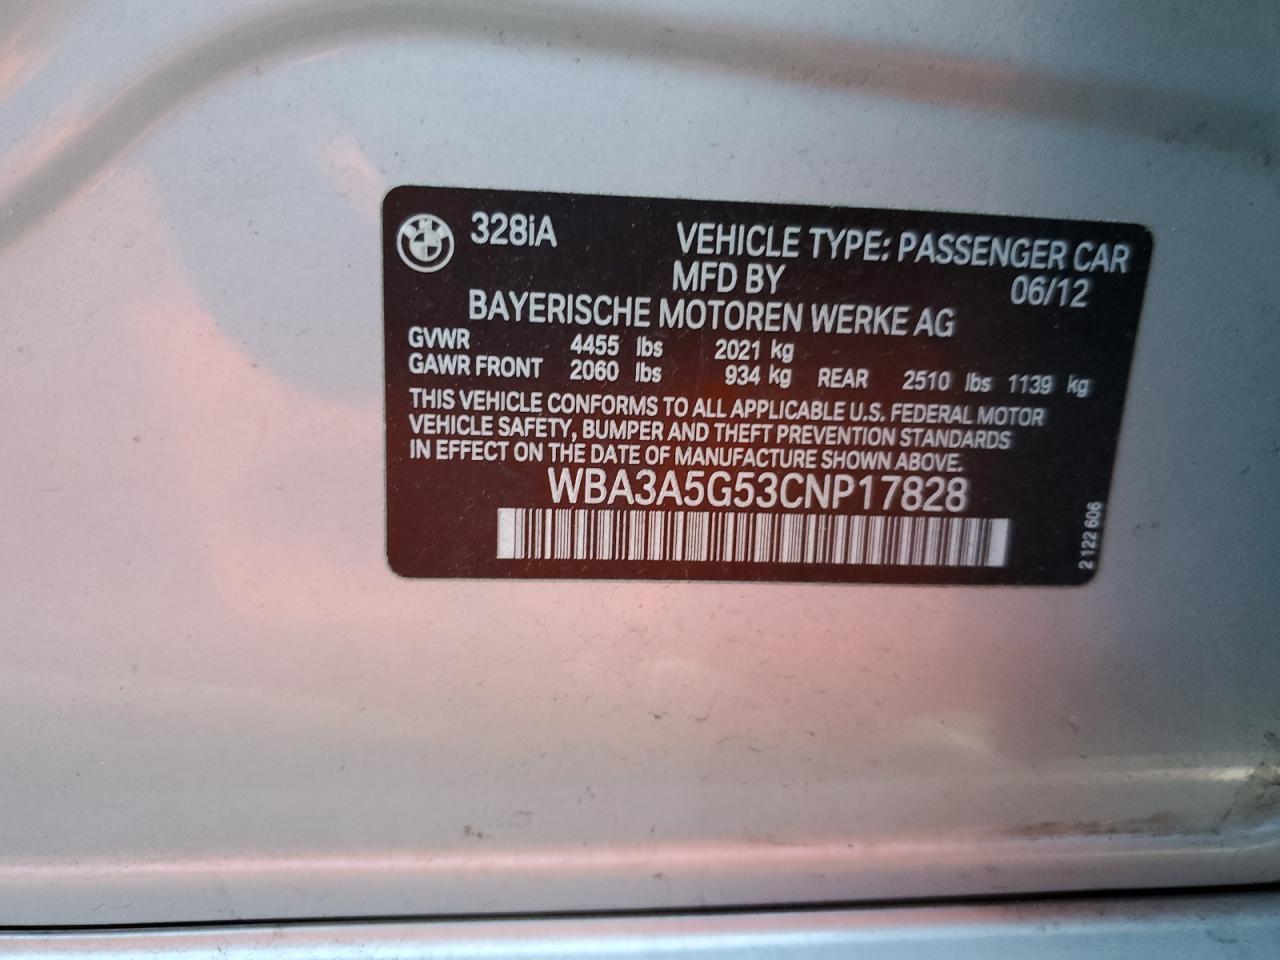 BMW
328iA VEHICLE TYPE: PASSENGER CAR
MFD BY 06/12
BAYERISCHE MOTOREN WERKE AG
GVWR 4455 lbs 2021 kg
GAWR FRONT 2060 lbs 934 kg REAR 2510 lbs 1139 kg
THIS VEHICLE CONFORMS TO ALL APPLICABLE U.S. FEDERAL MOTOR
VEHICLE SAFETY, BUMPER AND THEFT PREVENTION STANDARDS
IN EFFECT ON THE DATE OF MANUFACTURE SHOWN ABOVE.
WBA3A5G53CNP17828
2 122 606